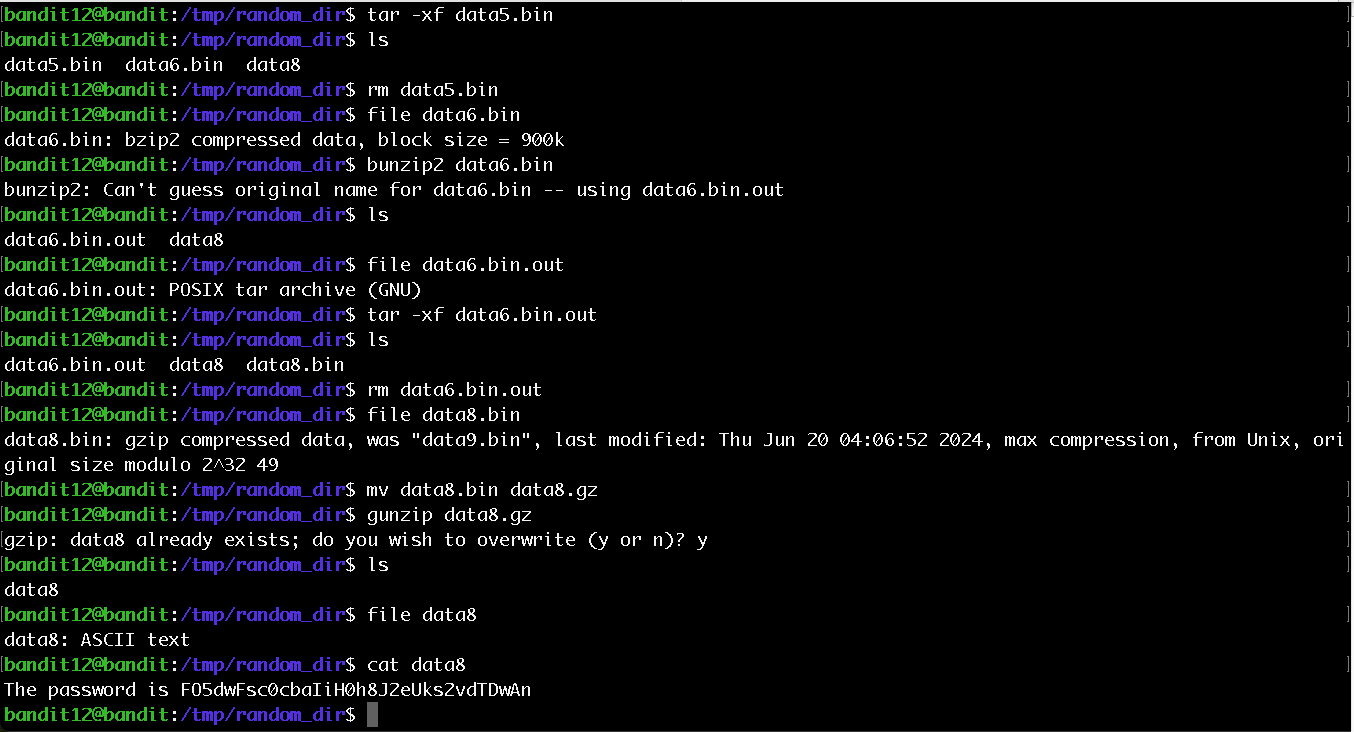 [bandit12@bandit:/tmp/random_dir$ tar -xf data5.bin ]
[bandit12@bandit:/tmp/random_dir$ ls ]
data5.bin  data6.bin  data8
[bandit12@bandit:/tmp/random_dir$ rm data5.bin ]
[bandit12@bandit:/tmp/random_dir$ file data6.bin ]
data6.bin: bzip2 compressed data, block size = 900k
[bandit12@bandit:/tmp/random_dir$ bunzip2 data6.bin ]
bunzip2: Can't guess original name for data6.bin -- using data6.bin.out
[bandit12@bandit:/tmp/random_dir$ ls ]
data6.bin.out  data8
[bandit12@bandit:/tmp/random_dir$ file data6.bin.out ]
data6.bin.out: POSIX tar archive (GNU)
[bandit12@bandit:/tmp/random_dir$ tar -xf data6.bin.out ]
[bandit12@bandit:/tmp/random_dir$ ls ]
data6.bin.out  data8  data8.bin
[bandit12@bandit:/tmp/random_dir$ rm data6.bin.out ]
[bandit12@bandit:/tmp/random_dir$ file data8.bin ]
data8.bin: gzip compressed data, was "data9.bin", last modified: Thu Jun 20 04:06:52 2024, max compression, from Unix, ori
ginal size modulo 2^32 49
[bandit12@bandit:/tmp/random_dir$ mv data8.bin data8.gz ]
[bandit12@bandit:/tmp/random_dir$ gunzip data8.gz ]
[gzip: data8 already exists; do you wish to overwrite (y or n)? y ]
[bandit12@bandit:/tmp/random_dir$ ls ]
data8
[bandit12@bandit:/tmp/random_dir$ file data8 ]
data8: ASCII text
[bandit12@bandit:/tmp/random_dir$ cat data8 ]
The password is FO5dwFsc0cbaIiH0h8J2eUks2vdTDwAn
bandit12@bandit:/tmp/random_dir$